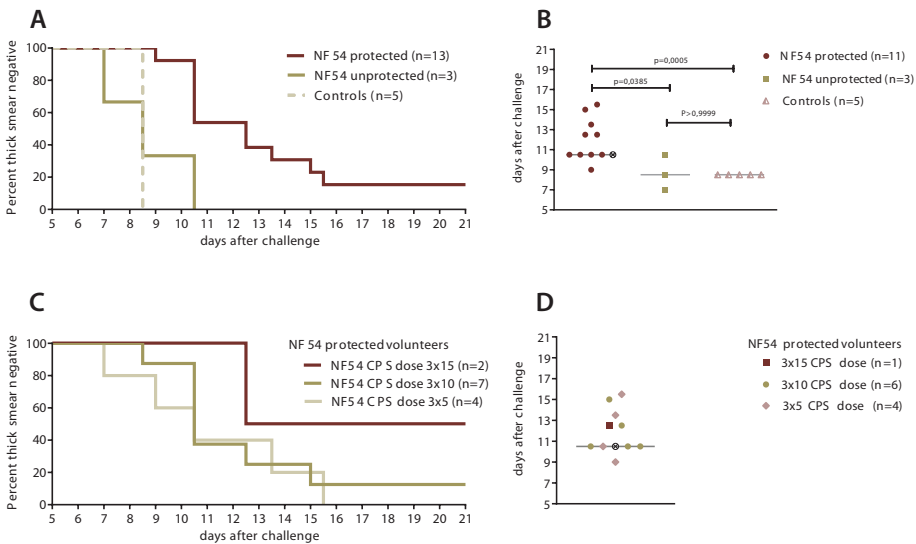 A
Percent thick smear negative
100
80
60
40
20
0
5 6 7 8 9 10 11 12 13 14 15 16 17 18 19 20 21
days after challenge
NF 54 protected (n=13)
NF 54 unprotected (n=3)
Controls (n=5)
B
days after challenge
21
19
17
15
13
11
9
7
5
p=0,0005
p=0,0385
P>0,9999
NF 54 protected (n=11)
NF 54 unprotected (n=3)
Controls (n=5)
C
Percent thick smear negative
100
80
60
40
20
0
5 6 7 8 9 10 11 12 13 14 15 16 17 18 19 20 21
days after challenge
NF 54 protected volunteers
NF54 CPS dose 3x15 (n=2)
NF54 CPS dose 3x10 (n=7)
NF54 CPS dose 3x5 (n=4)
D
days after challenge
21
19
17
15
13
11
9
7
5
NF54 protected volunteers
3x15 CPS dose (n=1)
3x10 CPS dose (n=6)
3x5 CPS dose (n=4)